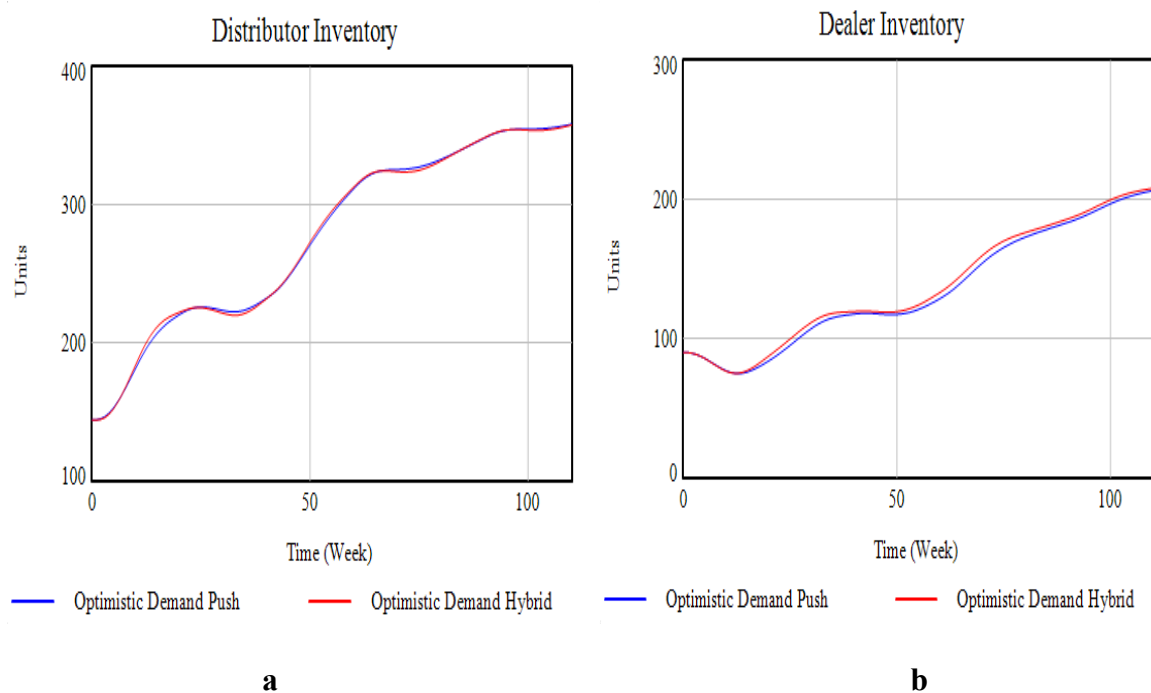 Distributor Inventory
400
300
200
100
Units
0
50
100
Time (Week)
Optimistic Demand Push
Optimistic Demand Hybrid
a
Dealer Inventory
300
200
100
0
Units
0
50
100
Time (Week)
Optimistic Demand Push
Optimistic Demand Hybrid
b